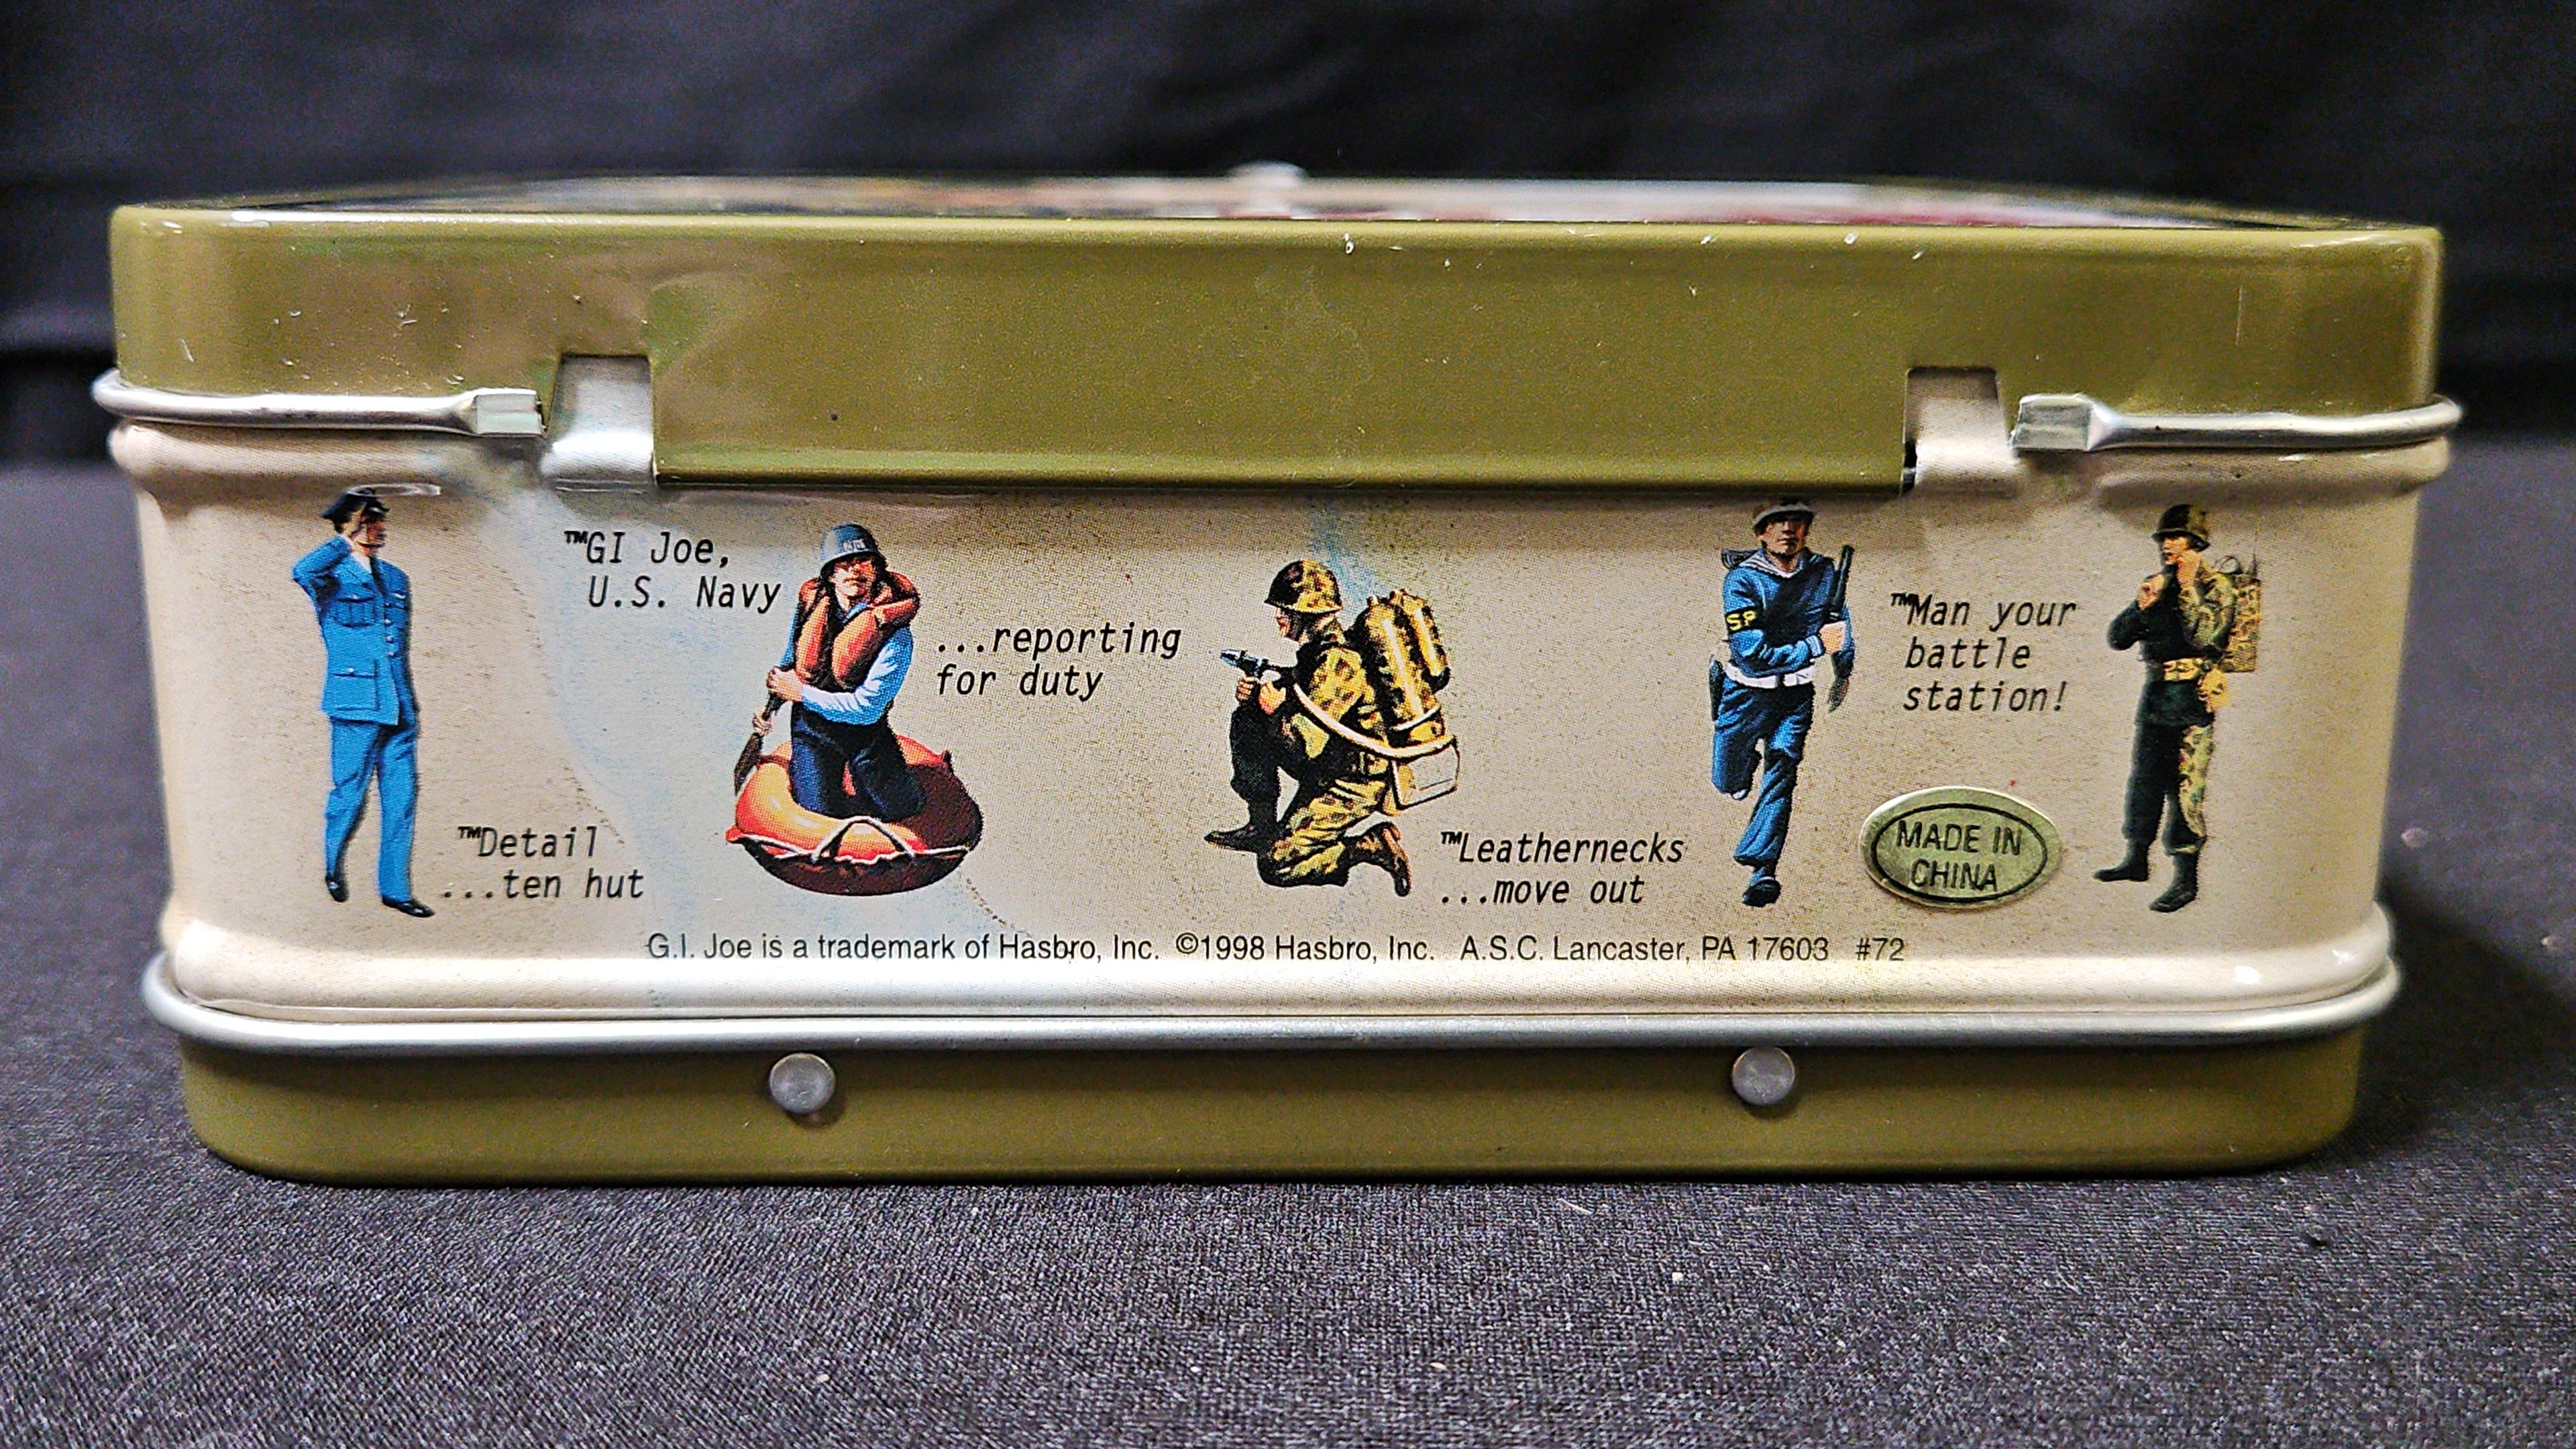 ™GI Joe,
U.S. Navy
...reporting
for duty
™Man your
battle
station!
SP
™Detail
...ten hut
™Leathernecks
...move out
MADE IN
CHINA
G.I. Joe is a trademark of Hasbro, Inc. ©1998 Hasbro, Inc. A.S.C. Lancaster, PA 17603 #72